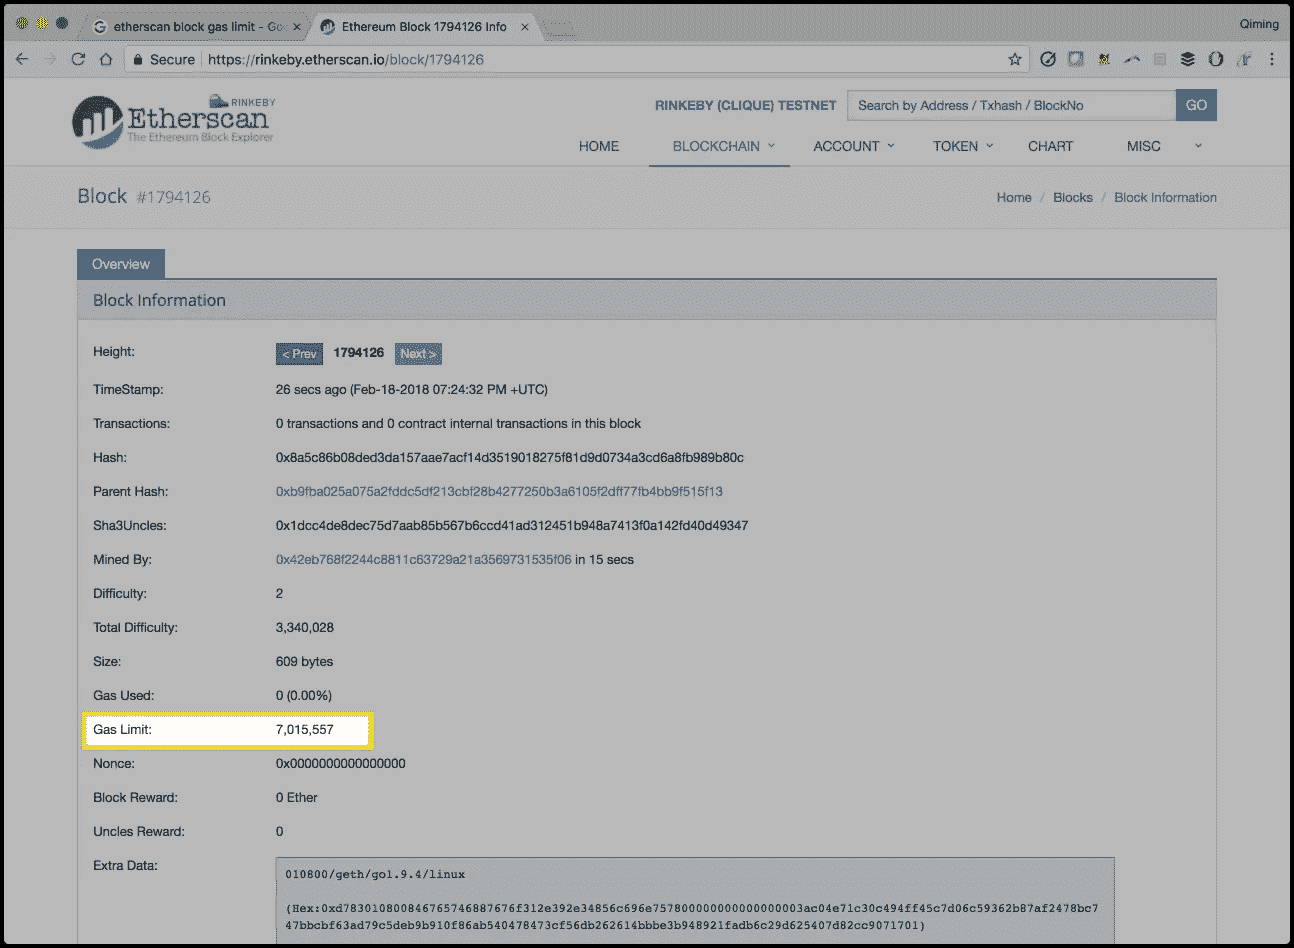 etherscan block gas limit - Goo
Ethereum Block 1794126 Info
Qiming
Secure
https://rinkeby.etherscan.io/block/1794126
RINKEBY
Etherscan
The Ethereum Block Explorer
RINKEBY (CLIQUE) TESTNET
Search by Address / Txhash / BlockNo
GO
HOME BLOCKCHAIN ACCOUNT TOKEN CHART MISC
Block #1794126
Home / Blocks / Block Information
Overview
Block Information
Height: < Prev 1794126 Next >
TimeStamp: 26 secs ago (Feb-18-2018 07:24:32 PM +UTC)
Transactions: 0 transactions and 0 contract internal transactions in this block
Hash: 0x8a5c86b08ded3da157aae7acf14d3519018275f81d9d0734a3cd6a8fb989b80c
Parent Hash: 0xb9fba025a075a2fddc5df213cbf28b4277250b3a6105f2dff77fb4bb9f515f13
Sha3Uncles: 0x1dcc4de8dec75d7aab85b567b6ccd41ad312451b948a7413f0a142fd40d49347
Mined By: 0x42eb768f2244c8811c63729a21a3569731535f06 in 15 secs
Difficulty: 2
Total Difficulty: 3,340,028
Size: 609 bytes
Gas Used: 0 (0.00%)
Gas Limit: 7,015,557
Nonce: 0x0000000000000000
Block Reward: 0 Ether
Uncles Reward: 0
Extra Data: 010800/geth/go1.9.4/linux
(Hex:0xd783010800846765746887676f312e392e34856c696e757800000000000000003ac04e71c30c494ff45c7d06c59362b87af2478bc7
47bbcbf63ad79c5deb9b910f86ab540478473cf56db262614bbbe3b948921fadb6c29d625407d82cc9071701)